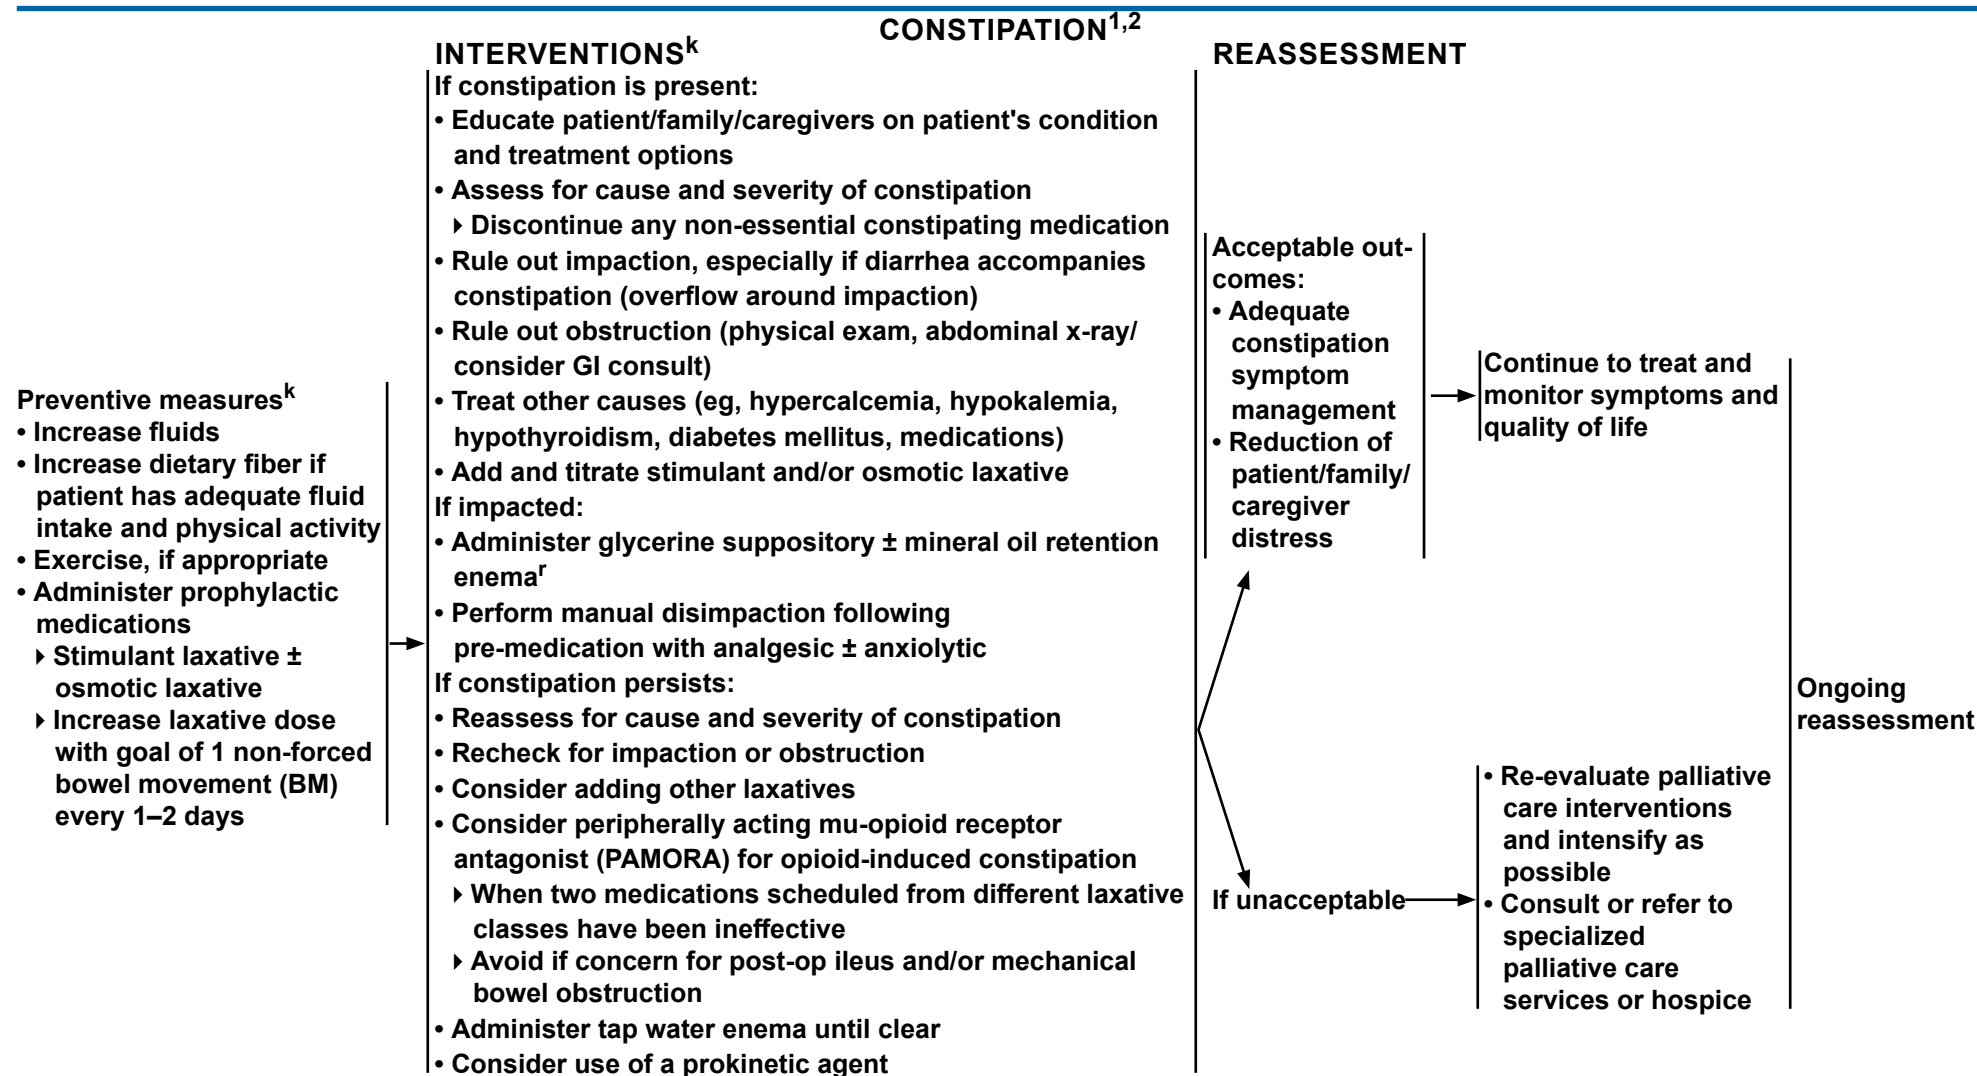 CONSTIPATION1,2
INTERVENTIONSk
REASSESSMENT
Preventive measuresk
• Increase fluids
• Increase dietary fiber if
patient has adequate fluid
intake and physical activity
• Exercise, if appropriate
• Administer prophylactic
medications
▸ Stimulant laxative ±
osmotic laxative
▸ Increase laxative dose
with goal of 1 non-forced
bowel movement (BM)
every 1–2 days
If constipation is present:
• Educate patient/family/caregivers on patient's condition
and treatment options
• Assess for cause and severity of constipation
▸ Discontinue any non-essential constipating medication
• Rule out impaction, especially if diarrhea accompanies
constipation (overflow around impaction)
• Rule out obstruction (physical exam, abdominal x-ray/
consider GI consult)
• Treat other causes (eg, hypercalcemia, hypokalemia,
hypothyroidism, diabetes mellitus, medications)
• Add and titrate stimulant and/or osmotic laxative
If impacted:
• Administer glycerine suppository ± mineral oil retention
enemar
• Perform manual disimpaction following
pre-medication with analgesic ± anxiolytic
If constipation persists:
• Reassess for cause and severity of constipation
• Recheck for impaction or obstruction
• Consider adding other laxatives
• Consider peripherally acting mu-opioid receptor
antagonist (PAMORA) for opioid-induced constipation
▸ When two medications scheduled from different laxative
classes have been ineffective
▸ Avoid if concern for post-op ileus and/or mechanical
bowel obstruction
• Administer tap water enema until clear
• Consider use of a prokinetic agent
Acceptable out-
comes:
• Adequate
constipation
symptom
management
• Reduction of
patient/family/
caregiver
distress
Continue to treat and
monitor symptoms and
quality of life
If unacceptable
• Re-evaluate palliative
care interventions
and intensify as
possible
• Consult or refer to
specialized
palliative care
services or hospice
Ongoing
reassessment